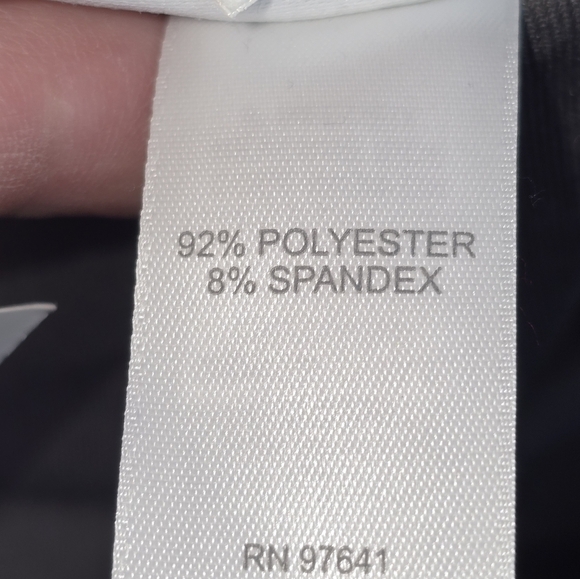 92% POLYESTER
8% SPANDEX
RN 97641